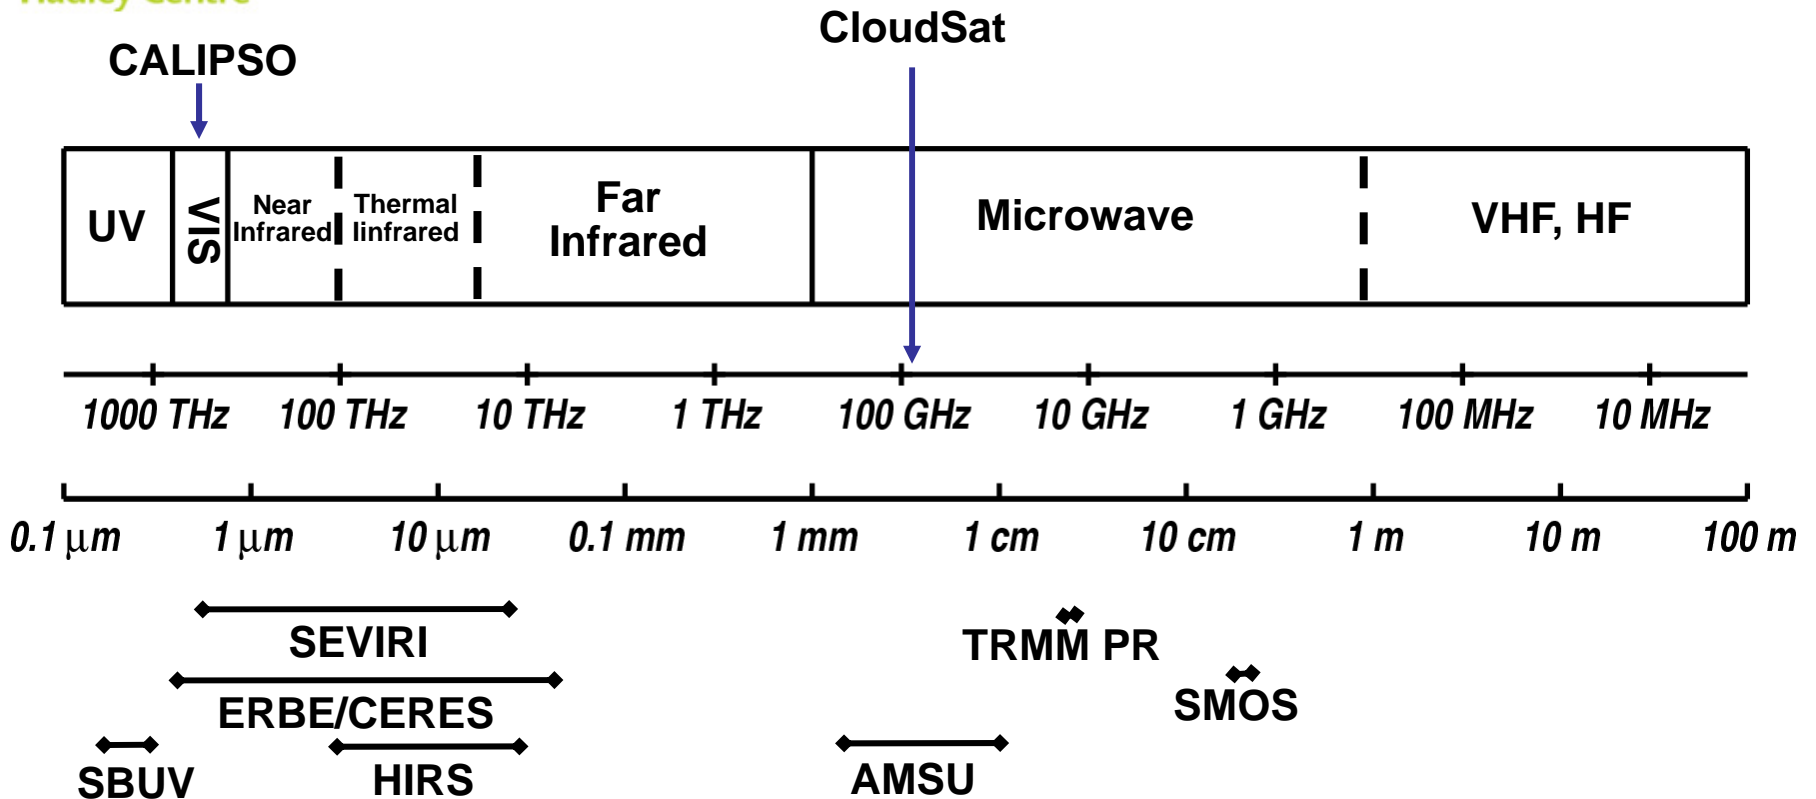 Hadley Centre
CloudSat
CALIPSO
UV
VIS
Near
Infrared
Thermal
Iinfrared
Far
Infrared
Microwave
VHF, HF
1000 THz
100 THz
10 THz
1 THz
100 GHz
10 GHz
1 GHz
100 MHz
10 MHz
0.1 μm
1 μm
10 μm
0.1 mm
1 mm
1 cm
10 cm
1 m
10 m
100 m
SEVIRI
TRMM PR
ERBE/CERES
SMOS
SBUV
HIRS
AMSU